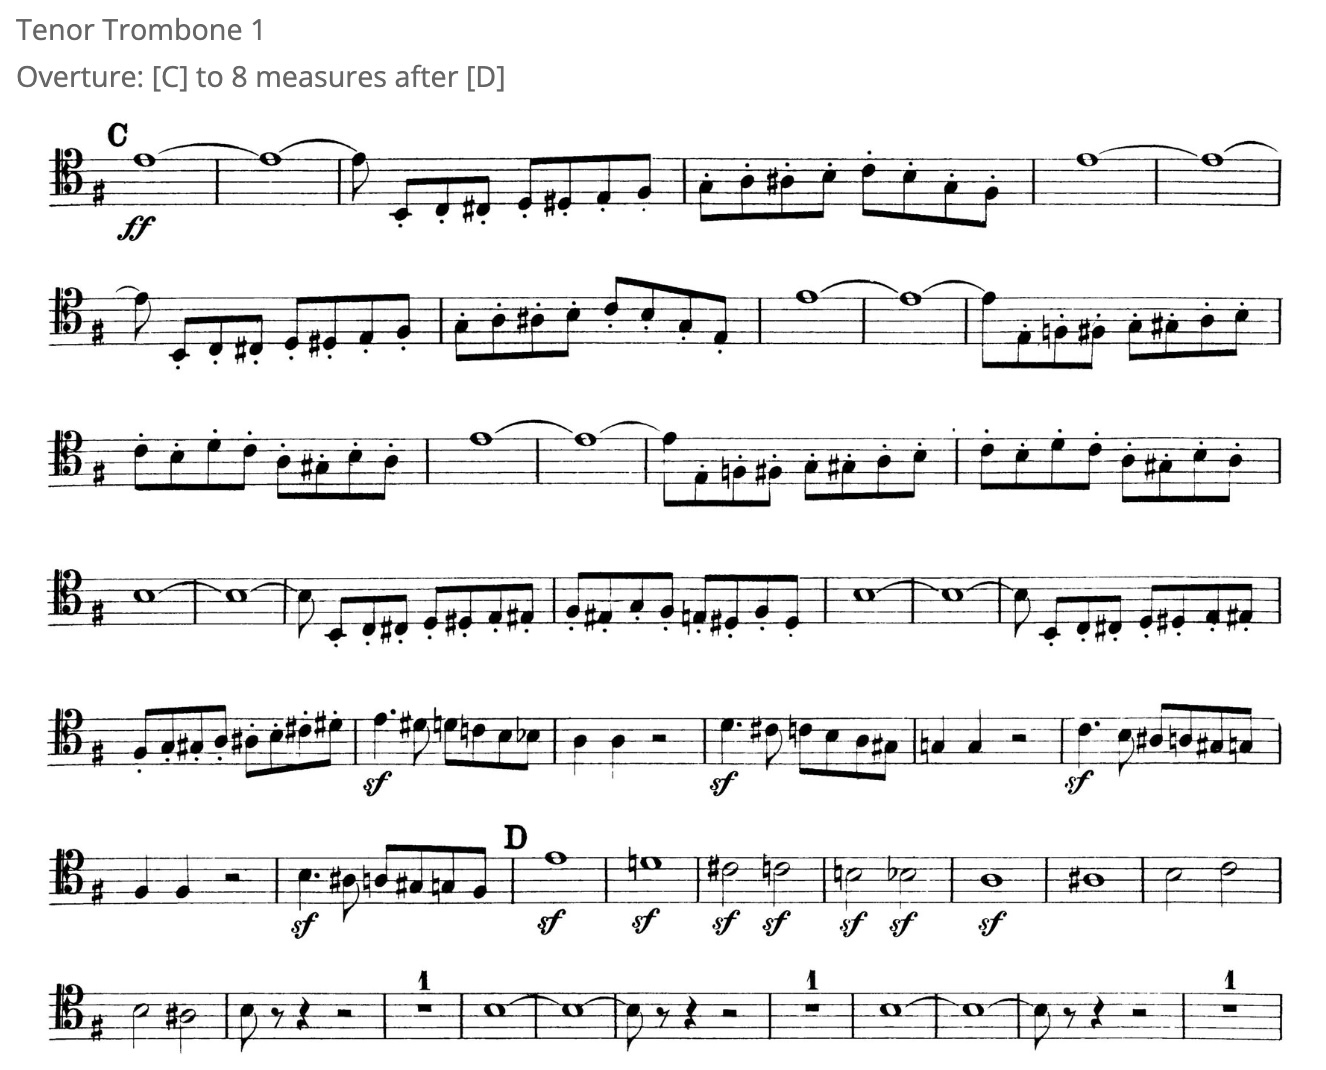 Tenor Trombone 1
Overture: [C] to 8 measures after [D]
C
ff
sf sf sf
D
sf sf sf sf sf sf sf sf
1 1 1